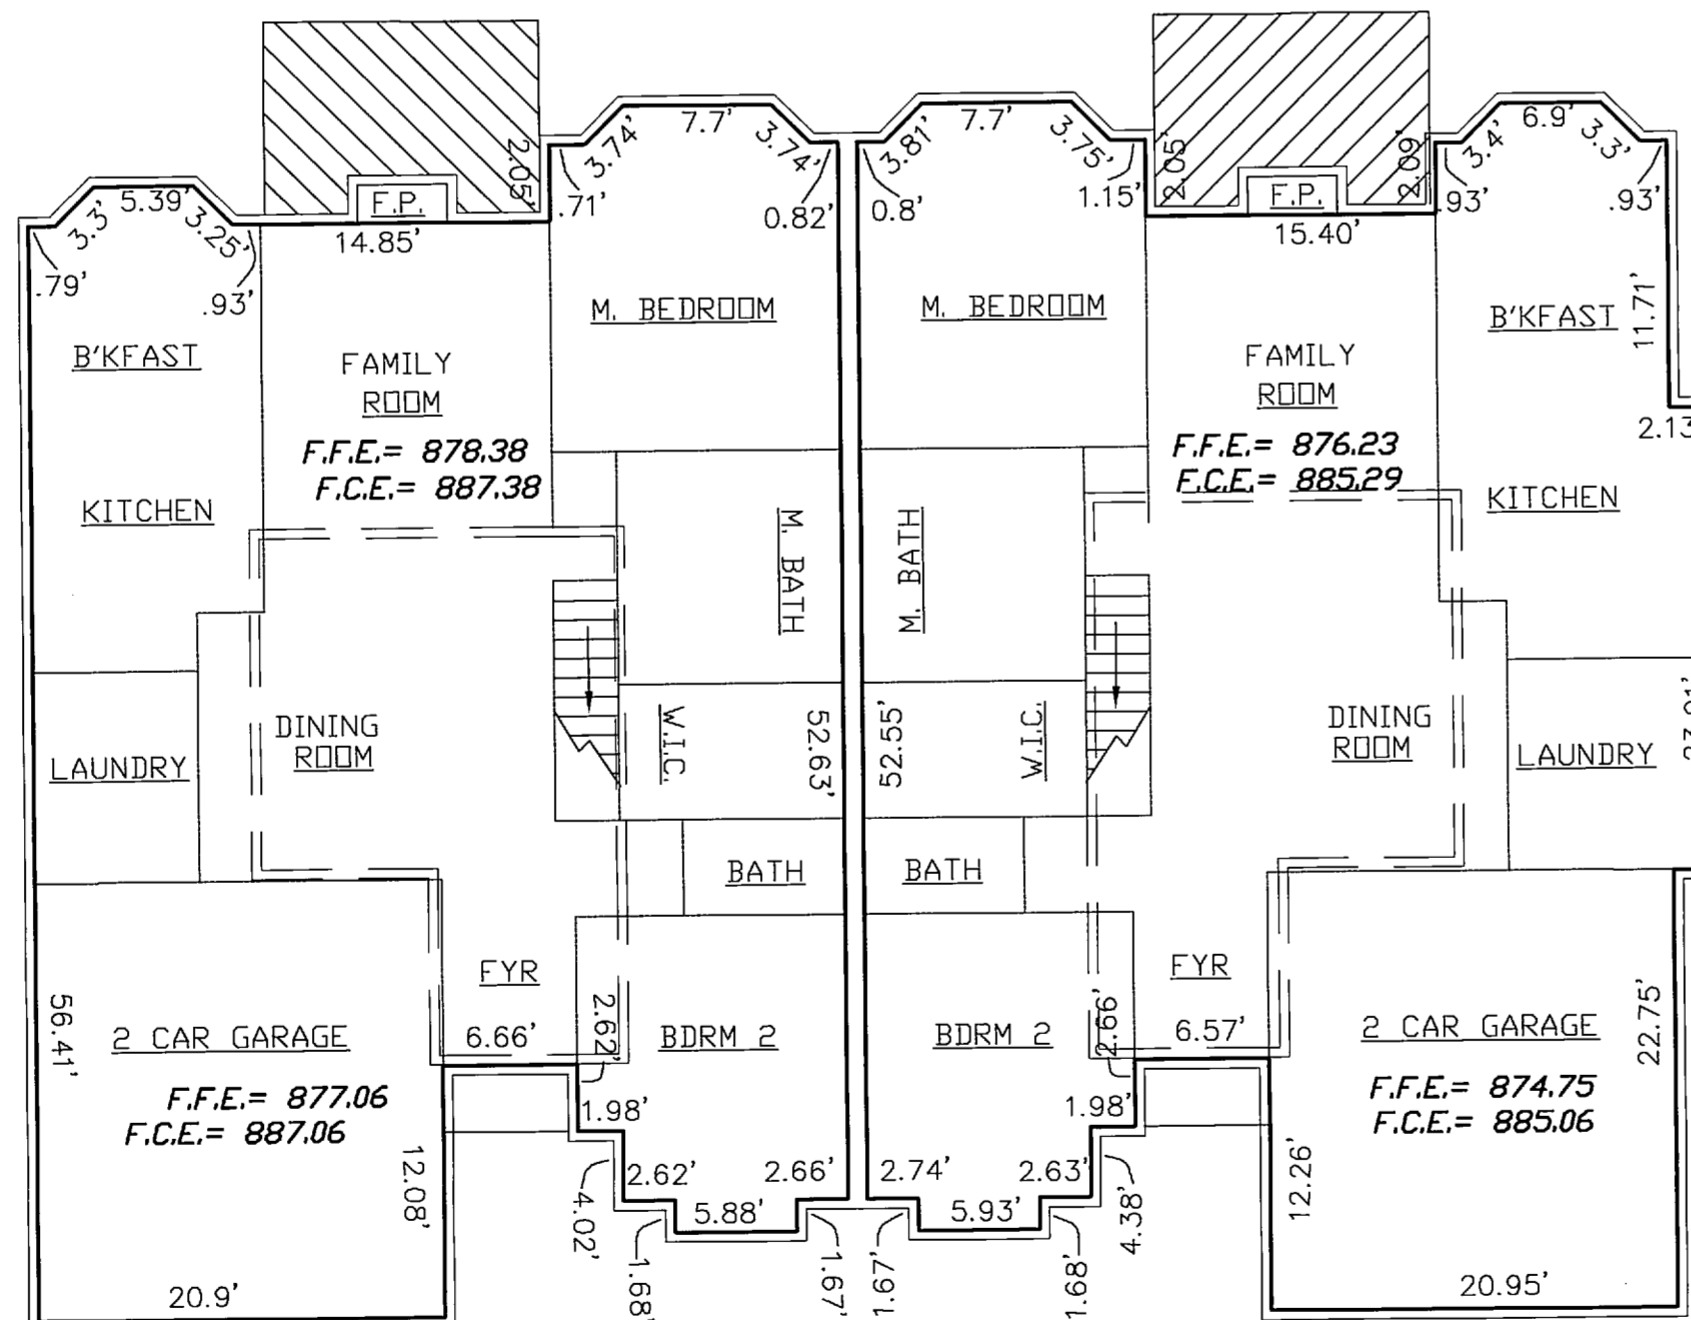 7.7'
7.7'
6.9'
3.74'
3.74'
3.81'
3.75'
3.4'
3.3'
2.05'
2.05'
2.09'
.71'
0.82'
0.8'
1.15'
.93'
.93'
5.39'
3.3'
3.25'
F.P.
F.P.
14.85'
15.40'
.79'
.93'
M. BEDROOM
M. BEDROOM
11.71'
B'KFAST
B'KFAST
FAMILY
ROOM
FAMILY
ROOM
2.13
F.F.E.= 878.38
F.C.E.= 887.38
F.F.E.= 876.23
F.C.E.= 885.29
KITCHEN
KITCHEN
M. BATH
M. BATH
DINING
ROOM
DINING
ROOM
W.I.C.
52.63'
52.55'
W.I.C.
LAUNDRY
LAUNDRY
BATH
BATH
FYR
FYR
56.41'
2 CAR GARAGE
6.66'
2.62'
BDRM 2
BDRM 2
2.66'
6.57'
2 CAR GARAGE
22.75'
F.F.E.= 877.06
F.C.E.= 887.06
F.F.E.= 874.75
F.C.E.= 885.06
1.98'
1.98'
12.08'
12.26'
2.62'
2.66'
2.74'
2.63'
4.02'
5.88'
5.93'
4.38'
1.68'
1.67'
1.67'
1.68'
20.9'
20.95'